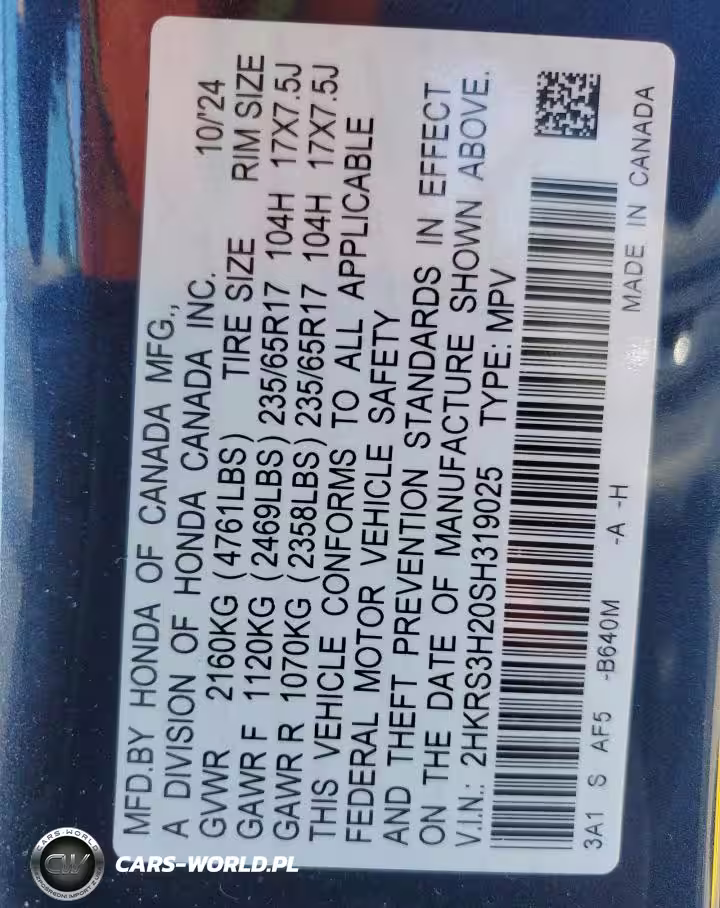 MFD.BY HONDA OF CANADA MFG., 10/'24
A DIVISION OF HONDA CANADA INC.
GVWR 2160KG (4761LBS) TIRE SIZE RIM SIZE
GAWR F 1120KG (2469LBS) 235/65R17 104H 17X7.5J
GAWR R 1070KG (2358LBS) 235/65R17 104H 17X7.5J
THIS VEHICLE CONFORMS TO ALL APPLICABLE
FEDERAL MOTOR VEHICLE SAFETY
AND THEFT PREVENTION STANDARDS IN EFFECT
ON THE DATE OF MANUFACTURE SHOWN ABOVE.
V.I.N.: 2HKRS3H20SH319025 TYPE: MPV
3A1 S AF5 -B640M -A -H MADE IN CANADA
CARS-WORLD
CW
CARS-WORLD.PL